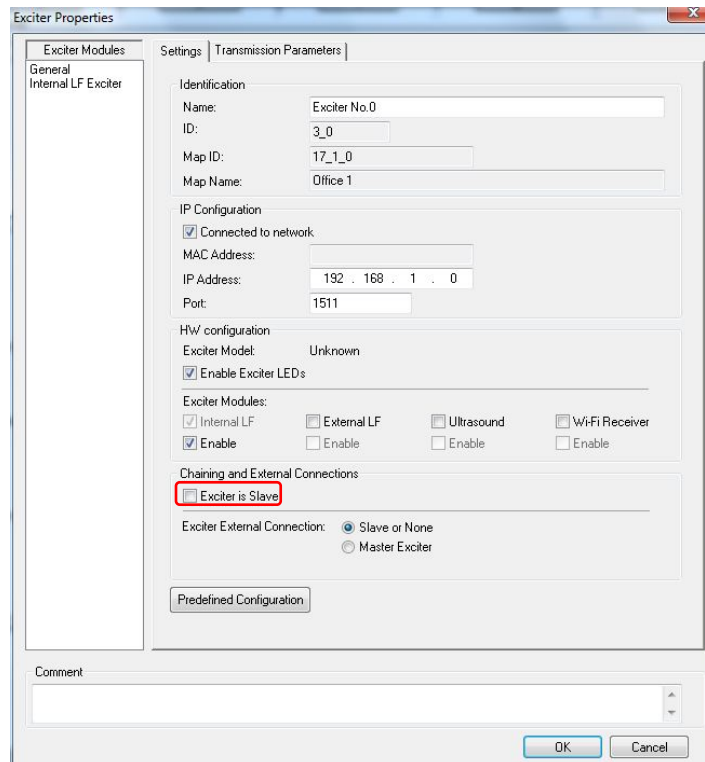 Exciter Properties
Exciter Modules
General
Internal LF Exciter
Settings Transmission Parameters
Identification
Name: Exciter No.0
ID: 3_0
Map ID: 17_1_0
Map Name: Office 1
IP Configuration
Connected to network
MAC Address:
IP Address: 192 . 168 . 1 . 0
Port: 1511
HW configuration
Exciter Model: Unknown
Enable Exciter LEDs
Exciter Modules:
Internal LF External LF Ultrasound Wi-Fi Receiver
Enable Enable Enable Enable
Chaining and External Connections
Exciter is Slave
Exciter External Connection: Slave or None
Master Exciter
Predefined Configuration
Comment
OK Cancel